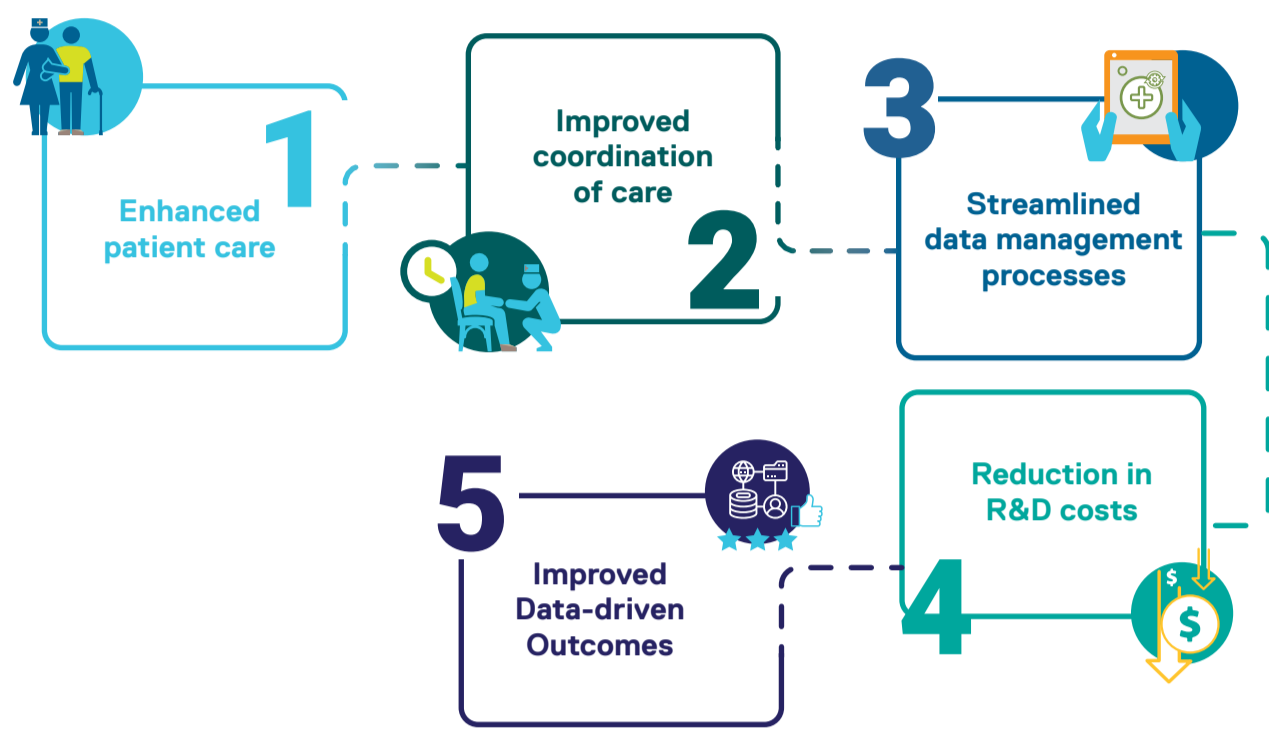 1
Enhanced
patient care
Improved
coordination
of care
2
3
Streamlined
data management
processes
Reduction in
R&D costs
4
$
$
5
Improved
Data-driven
Outcomes